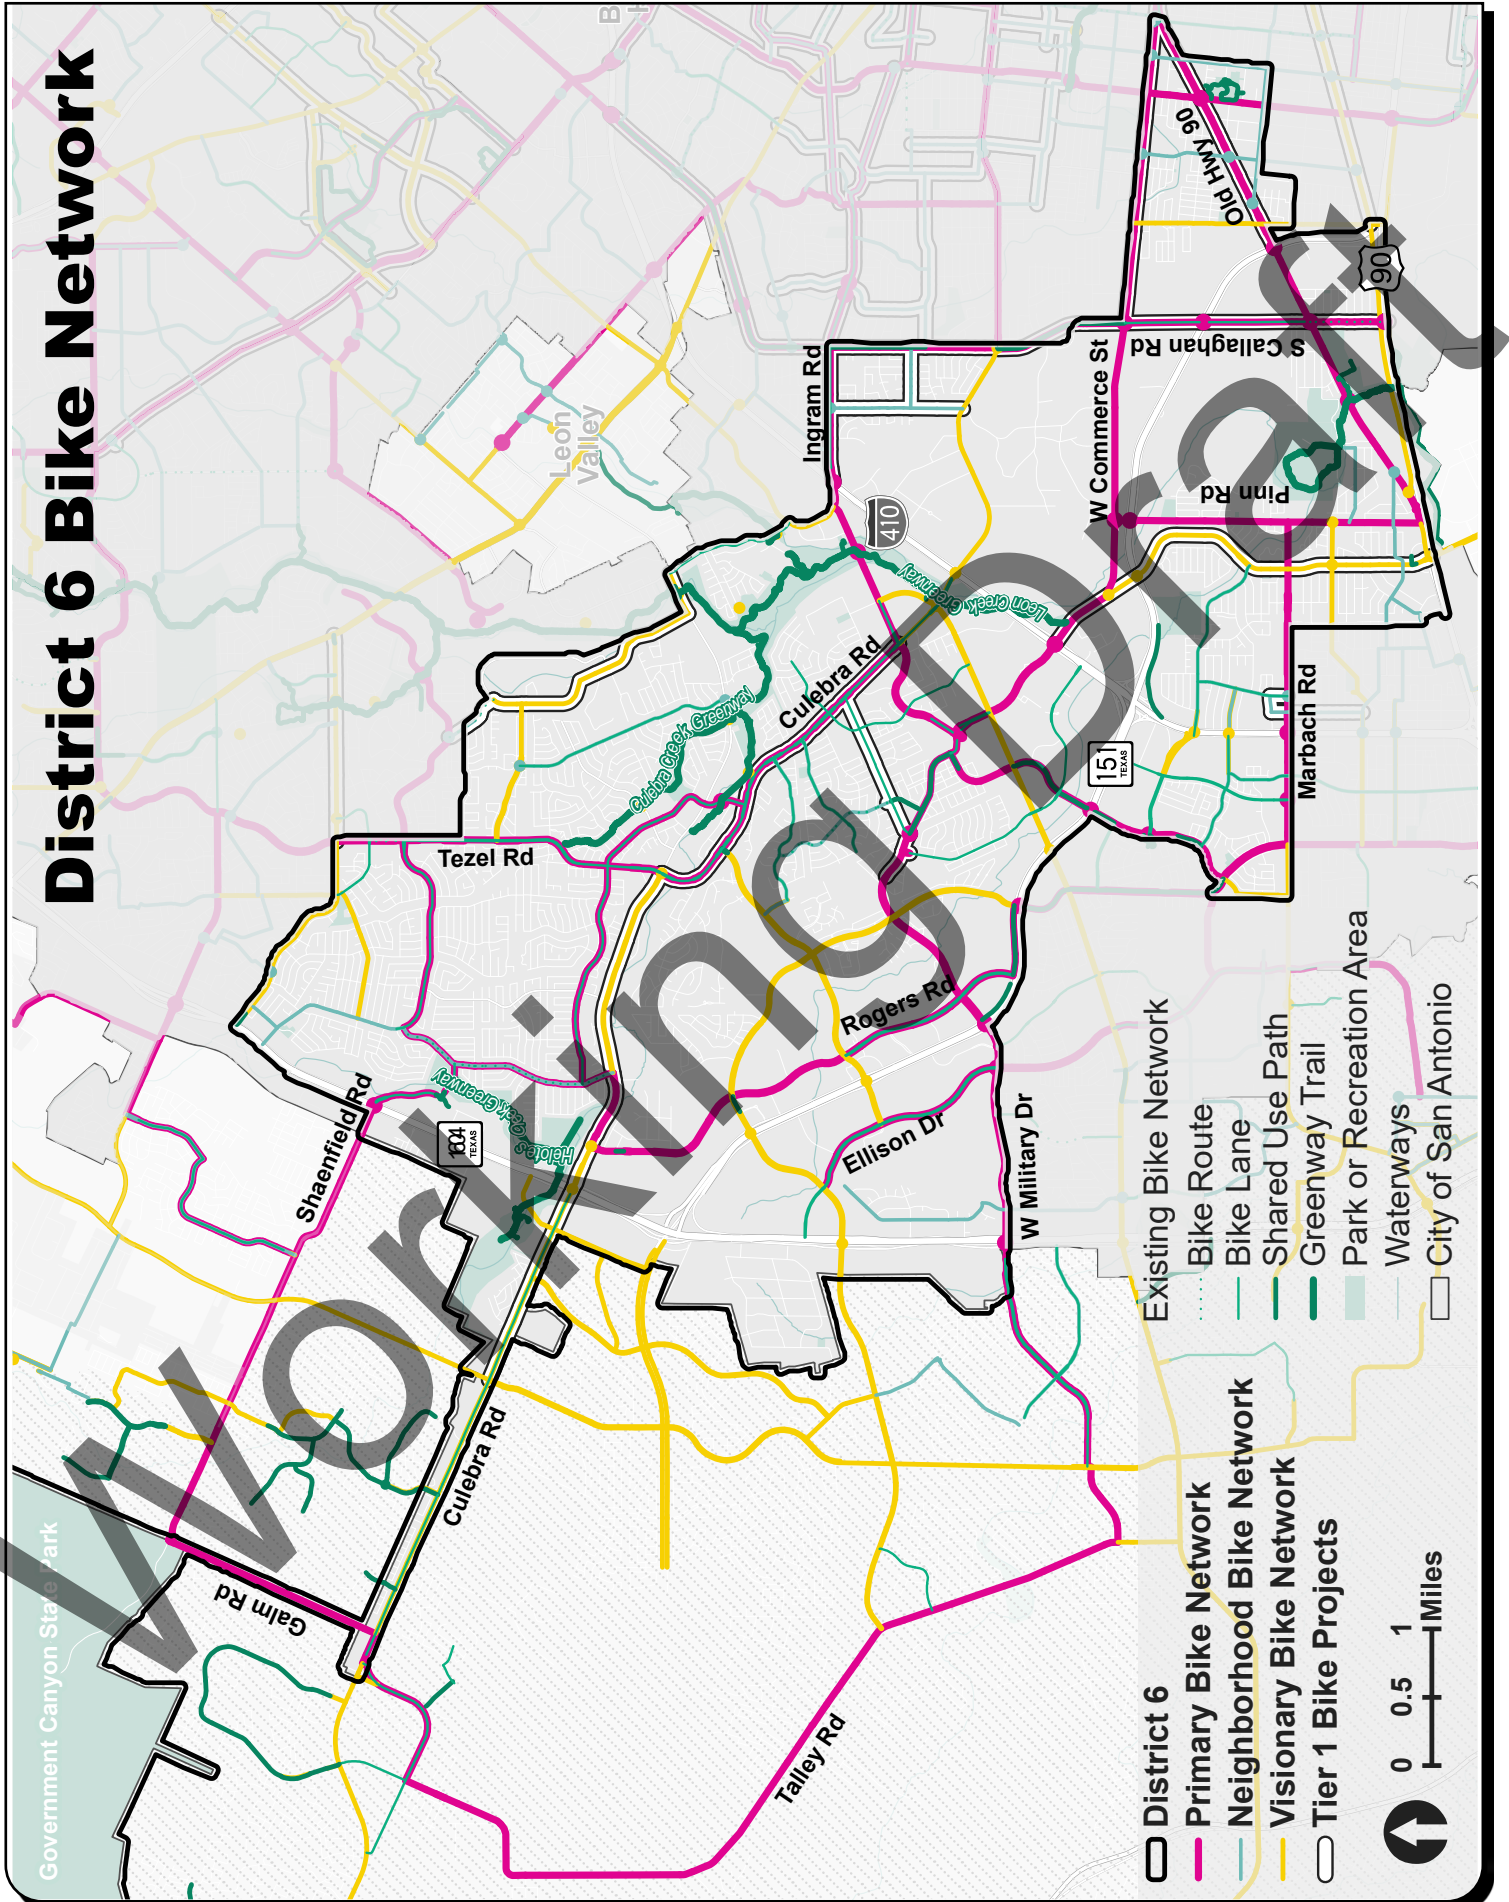 District 6 Bike Network
Government Canyon State Park
Galm Rd
Culebra Rd
Shaenfield Rd
1604
TEXAS
Helotes Creek Greenway
Tezel Rd
Culebra Creek Greenway
Culebra Rd
Leon
Valley
Ingram Rd
410
Leon Creek Greenway
W Commerce St
Old Hwy 90
S Callaghan Rd
Pinn Rd
90
151
TEXAS
Marbach Rd
Rogers Rd
Ellison Dr
W Military Dr
Talley Rd
Working Draft
District 6
Primary Bike Network
Neighborhood Bike Network
Visionary Bike Network
Tier 1 Bike Projects
0 0.5 1
Miles
Existing Bike Network
Bike Route
Bike Lane
Shared Use Path
Greenway Trail
Park or Recreation Area
Waterways
City of San Antonio